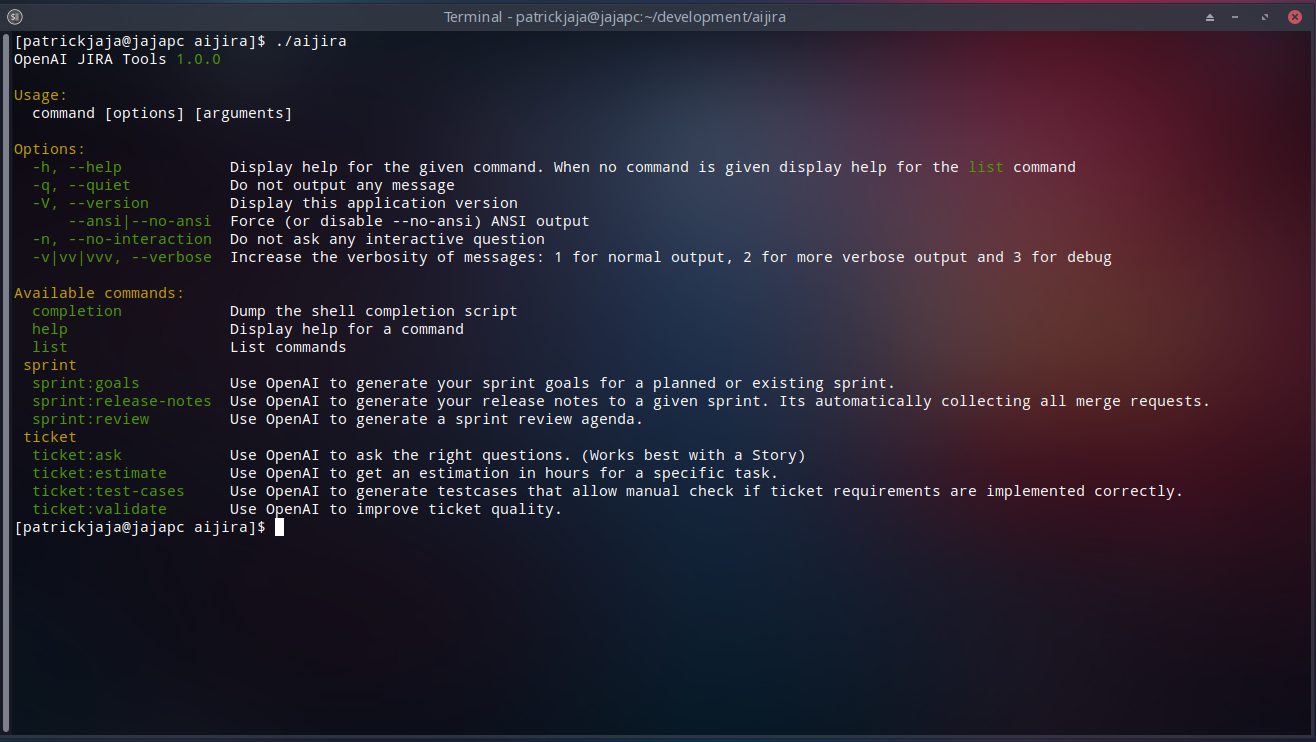 Terminal - patrickjaja@jajapc:~/development/aijira
[patrickjaja@jajapc aijira]$ ./aijira
OpenAI JIRA Tools 1.0.0
Usage:
command [options] [arguments]
Options:
-h, --help Display help for the given command. When no command is given display help for the list command
-q, --quiet Do not output any message
-V, --version Display this application version
--ansi|--no-ansi Force (or disable --no-ansi) ANSI output
-n, --no-interaction Do not ask any interactive question
-v|vv|vvv, --verbose Increase the verbosity of messages: 1 for normal output, 2 for more verbose output and 3 for debug
Available commands:
completion Dump the shell completion script
help Display help for a command
list List commands
sprint
sprint:goals Use OpenAI to generate your sprint goals for a planned or existing sprint.
sprint:release-notes Use OpenAI to generate your release notes to a given sprint. Its automatically collecting all merge requests.
sprint:review Use OpenAI to generate a sprint review agenda.
ticket
ticket:ask Use OpenAI to ask the right questions. (Works best with a Story)
ticket:estimate Use OpenAI to get an estimation in hours for a specific task.
ticket:test-cases Use OpenAI to generate testcases that allow manual check if ticket requirements are implemented correctly.
ticket:validate Use OpenAI to improve ticket quality.
[patrickjaja@jajapc aijira]$